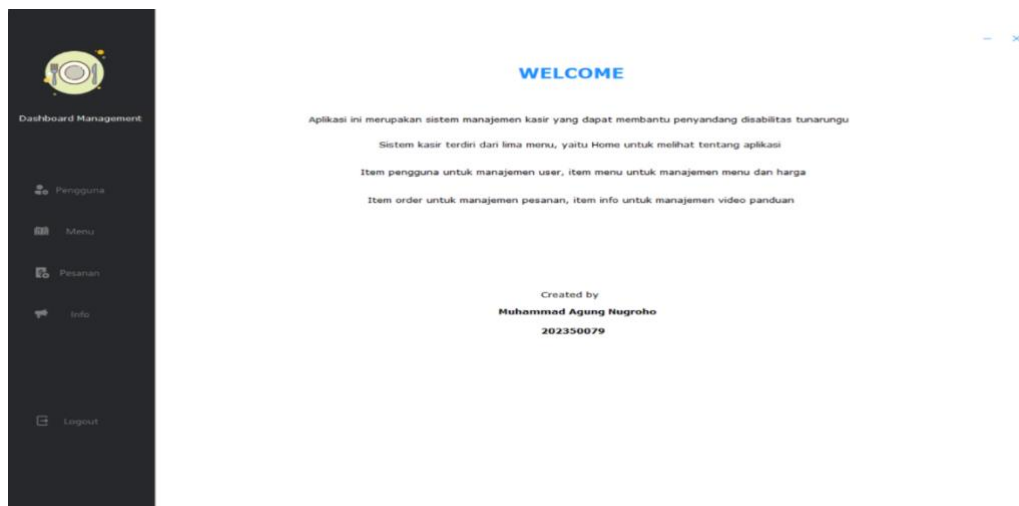 Dashboard Management
Pengguna
Menu
Pesanan
Info
Logout
WELCOME
Aplikasi ini merupakan sistem manajemen kasir yang dapat membantu penyandang disabilitas tunarungu
Sistem kasir terdiri dari lima menu, yaitu Home untuk melihat tentang aplikasi
Item pengguna untuk manajemen user, item menu untuk manajemen menu dan harga
Item order untuk manajemen pesanan, item info untuk manajemen video panduan
Created by
Muhammad Agung Nugroho
202350079